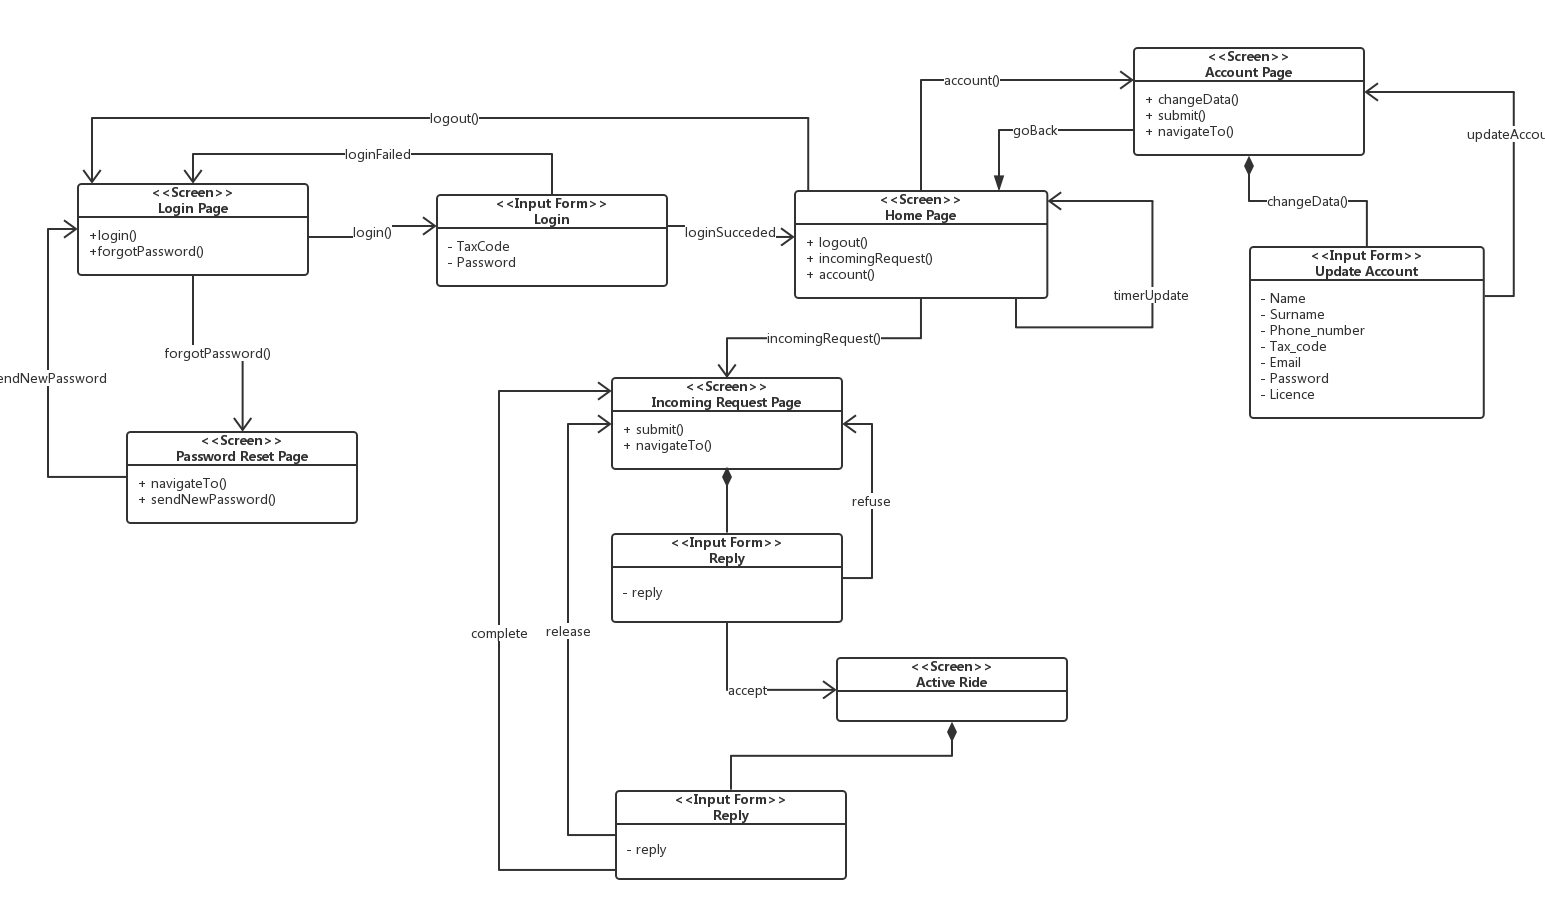 <<Screen>>
Account Page
+ changeData()
+ submit()
+ navigateTo()
account()
goBack
updateAccou
logout()
loginFailed
<<Screen>>
Login Page
+login()
+forgotPassword()
login()
<<Input Form>>
Login
- TaxCode
- Password
loginSucceded
<<Screen>>
Home Page
+ logout()
+ incomingRequest()
+ account()
changeData()
<<Input Form>>
Update Account
- Name
- Surname
- Phone_number
- Tax_code
- Email
- Password
- Licence
timerUpdate
incomingRequest()
forgotPassword()
endNewPassword
<<Screen>>
Incoming Request Page
+ submit()
+ navigateTo()
<<Screen>>
Password Reset Page
+ navigateTo()
+ sendNewPassword()
refuse
<<Input Form>>
Reply
- reply
complete
release
accept
<<Screen>>
Active Ride
<<Input Form>>
Reply
- reply